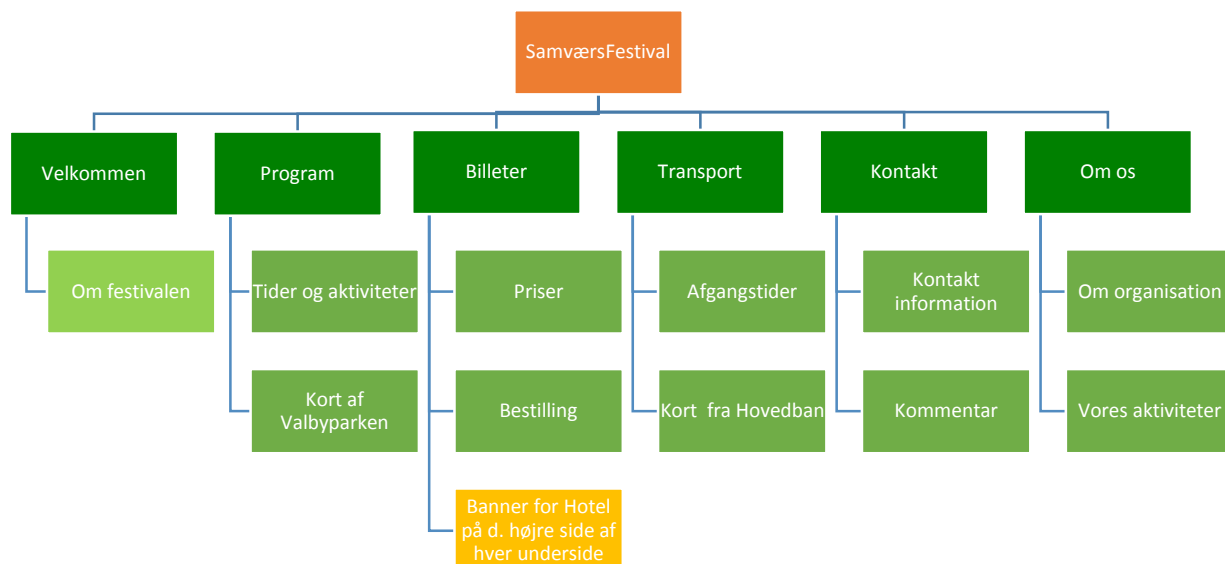 SamværsFestival
Velkommen
Program
Billeter
Transport
Kontakt
Om os
Om festivalen
Tider og aktiviteter
Priser
Afgangstider
Kontakt
information
Om organisation
Kort af
Valbyparken
Bestilling
Kort fra Hovedban
Kommentar
Vores aktiviteter
Banner for Hotel
på d. højre side af
hver underside